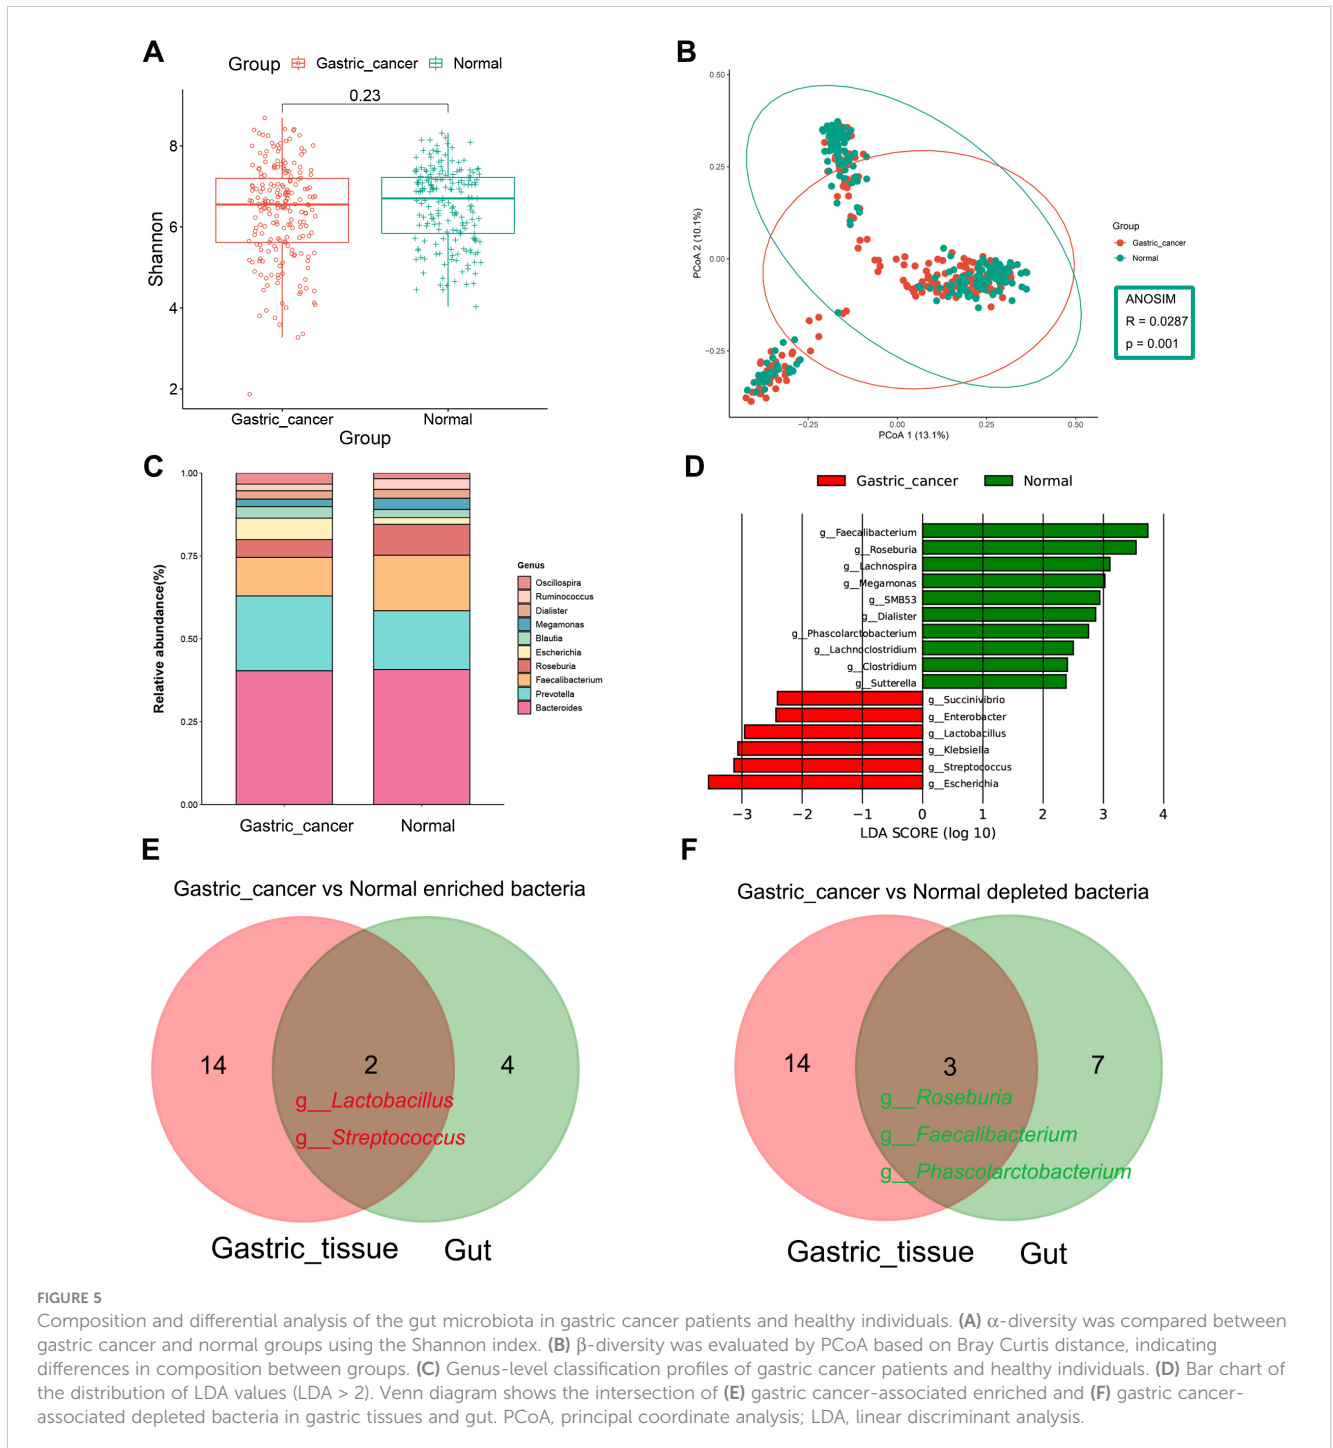 A
Group Gastric_cancer Normal
0.23
Shannon
8
6
4
2
Gastric_cancer Normal
Group
B
0.50
0.25
0.00
−0.25
PCoA 2 (10.1%)
−0.25 0.00 0.25 0.50
PCoA 1 (13.1%)
Group
Gastric_cancer
Normal
ANOSIM
R = 0.0287
p = 0.001
C
Relative abundance(%)
1.00
0.75
0.50
0.25
0.00
Gastric_cancer Normal
Genus
Oscillospira
Ruminococcus
Dialister
Megamonas
Blautia
Escherichia
Roseburia
Faecalibacterium
Prevotella
Bacteroides
D
Gastric_cancer Normal
g__Faecalibacterium
g__Roseburia
g__Lachnospira
g__Megamonas
g__SMB53
g__Dialister
g__Phascolarctobacterium
g__Lachnoclostridium
g__Clostridium
g__Sutterella
g__Succinivibrio
g__Enterobacter
g__Lactobacillus
g__Klebsiella
g__Streptococcus
g__Escherichia
−3 −2 −1 0 1 2 3 4
LDA SCORE (log 10)
E
Gastric_cancer vs Normal enriched bacteria
14 2 4
g__Lactobacillus
g__Streptococcus
Gastric_tissue Gut
F
Gastric_cancer vs Normal depleted bacteria
14 3 7
g__Roseburia
g__Faecalibacterium
g__Phascolarctobacterium
Gastric_tissue Gut
FIGURE 5
Composition and differential analysis of the gut microbiota in gastric cancer patients and healthy individuals. (A) α-diversity was compared between
gastric cancer and normal groups using the Shannon index. (B) β-diversity was evaluated by PCoA based on Bray Curtis distance, indicating
differences in composition between groups. (C) Genus-level classification profiles of gastric cancer patients and healthy individuals. (D) Bar chart of
the distribution of LDA values (LDA > 2). Venn diagram shows the intersection of (E) gastric cancer-associated enriched and (F) gastric cancer-
associated depleted bacteria in gastric tissues and gut. PCoA, principal coordinate analysis; LDA, linear discriminant analysis.